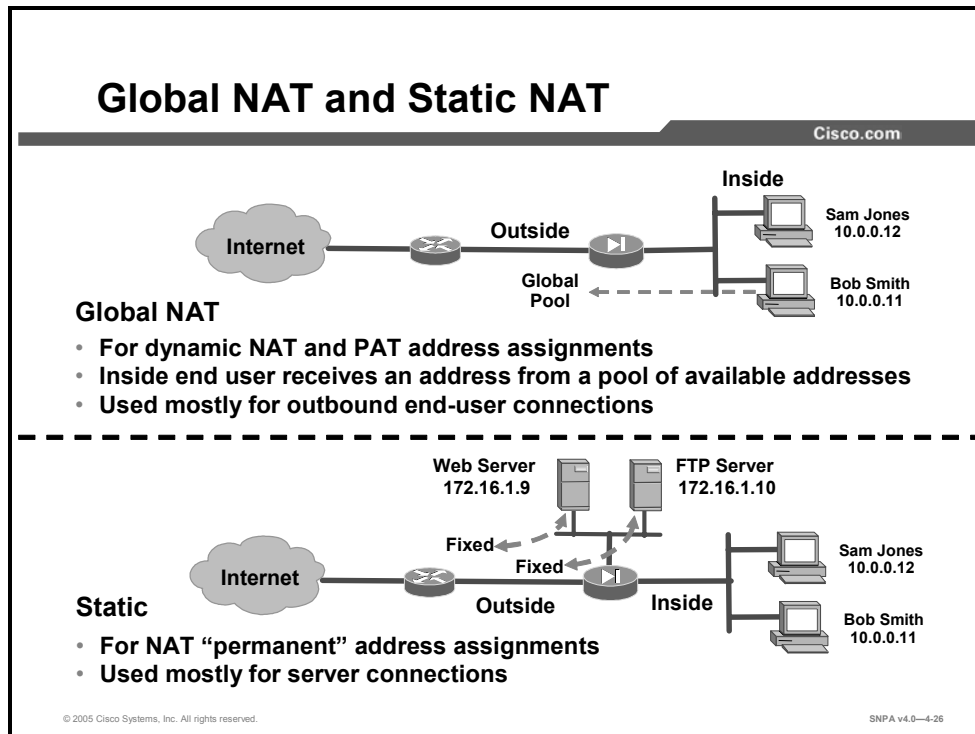 Global NAT and Static NAT
Cisco.com
Inside
Internet
Outside
Sam Jones
10.0.0.12
Global
Pool
Bob Smith
10.0.0.11
Global NAT
• For dynamic NAT and PAT address assignments
• Inside end user receives an address from a pool of available addresses
• Used mostly for outbound end-user connections
Web Server
172.16.1.9
FTP Server
172.16.1.10
Fixed
Fixed
Internet
Outside
Inside
Sam Jones
10.0.0.12
Bob Smith
10.0.0.11
Static
• For NAT “permanent” address assignments
• Used mostly for server connections
© 2005 Cisco Systems, Inc. All rights reserved.
SNPA v4.0—4-26